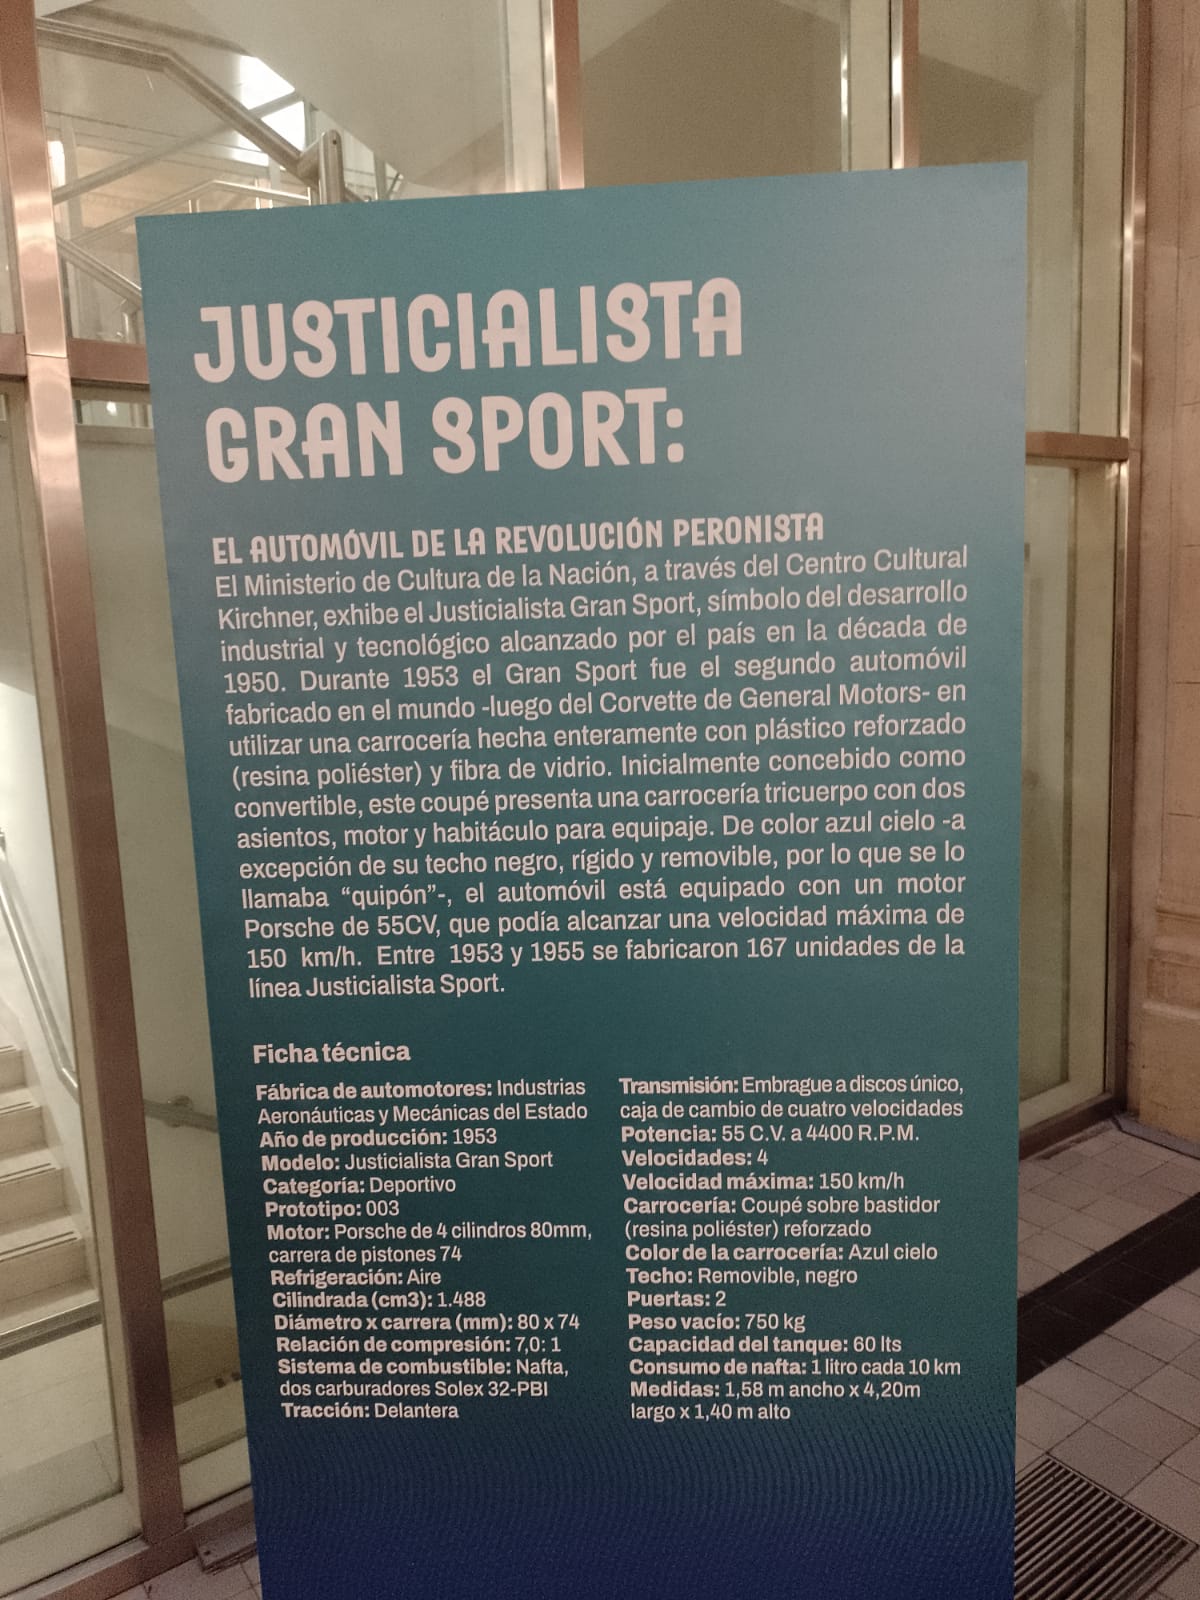 JUSTICIALISTA
GRAN SPORT:
EL AUTOMÓVIL DE LA REVOLUCIÓN PERONISTA
El Ministerio de Cultura de la Nación, a través del Centro Cultural
Kirchner, exhibe el Justicialista Gran Sport, símbolo del desarrollo
industrial y tecnológico alcanzado por el país en la década de
1950. Durante 1953 el Gran Sport fue el segundo automóvil
fabricado en el mundo -luego del Corvette de General Motors- en
utilizar una carrocería hecha enteramente con plástico reforzado
(resina poliéster) y fibra de vidrio. Inicialmente concebido como
convertible, este coupé presenta una carrocería tricuerpo con dos
asientos, motor y habitáculo para equipaje. De color azul cielo -a
excepción de su techo negro, rígido y removible, por lo que se lo
llamaba “quipón”-, el automóvil está equipado con un motor
Porsche de 55CV, que podía alcanzar una velocidad máxima de
150 km/h. Entre 1953 y 1955 se fabricaron 167 unidades de la
línea Justicialista Sport.
Ficha técnica
Fábrica de automotores: Industrias
Aeronáuticas y Mecánicas del Estado
Año de producción: 1953
Modelo: Justicialista Gran Sport
Categoría: Deportivo
Prototipo: 003
Motor: Porsche de 4 cilindros 80mm,
carrera de pistones 74
Refrigeración: Aire
Cilindrada (cm3): 1.488
Diámetro x carrera (mm): 80 x 74
Relación de compresión: 7,0: 1
Sistema de combustible: Nafta,
dos carburadores Solex 32-PBI
Tracción: Delantera
Transmisión: Embrague a discos único,
caja de cambio de cuatro velocidades
Potencia: 55 C.V. a 4400 R.P.M.
Velocidades: 4
Velocidad máxima: 150 km/h
Carrocería: Coupé sobre bastidor
(resina poliéster) reforzado
Color de la carrocería: Azul cielo
Techo: Removible, negro
Puertas: 2
Peso vacío: 750 kg
Capacidad del tanque: 60 lts
Consumo de nafta: 1 litro cada 10 km
Medidas: 1,58 m ancho x 4,20m
largo x 1,40 m alto